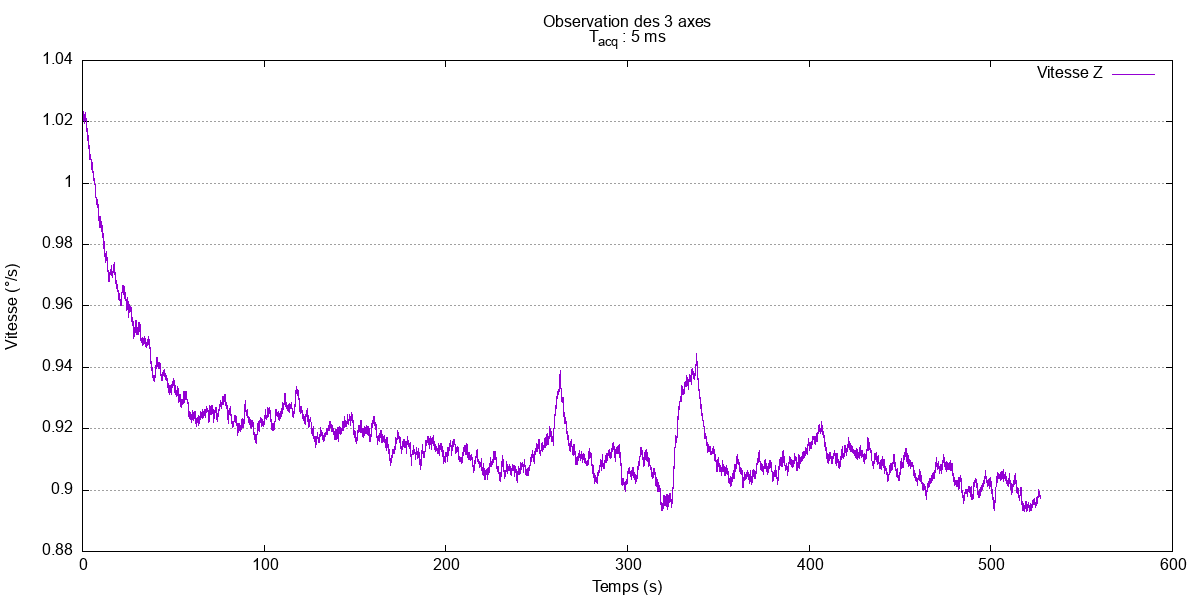 Observation des 3 axes
Tacq : 5 ms
Vitesse Z
1.04
1.02
1
0.98
0.96
0.94
0.92
0.9
0.88
Vitesse (°/s)
0 100 200 300 400 500 600
Temps (s)